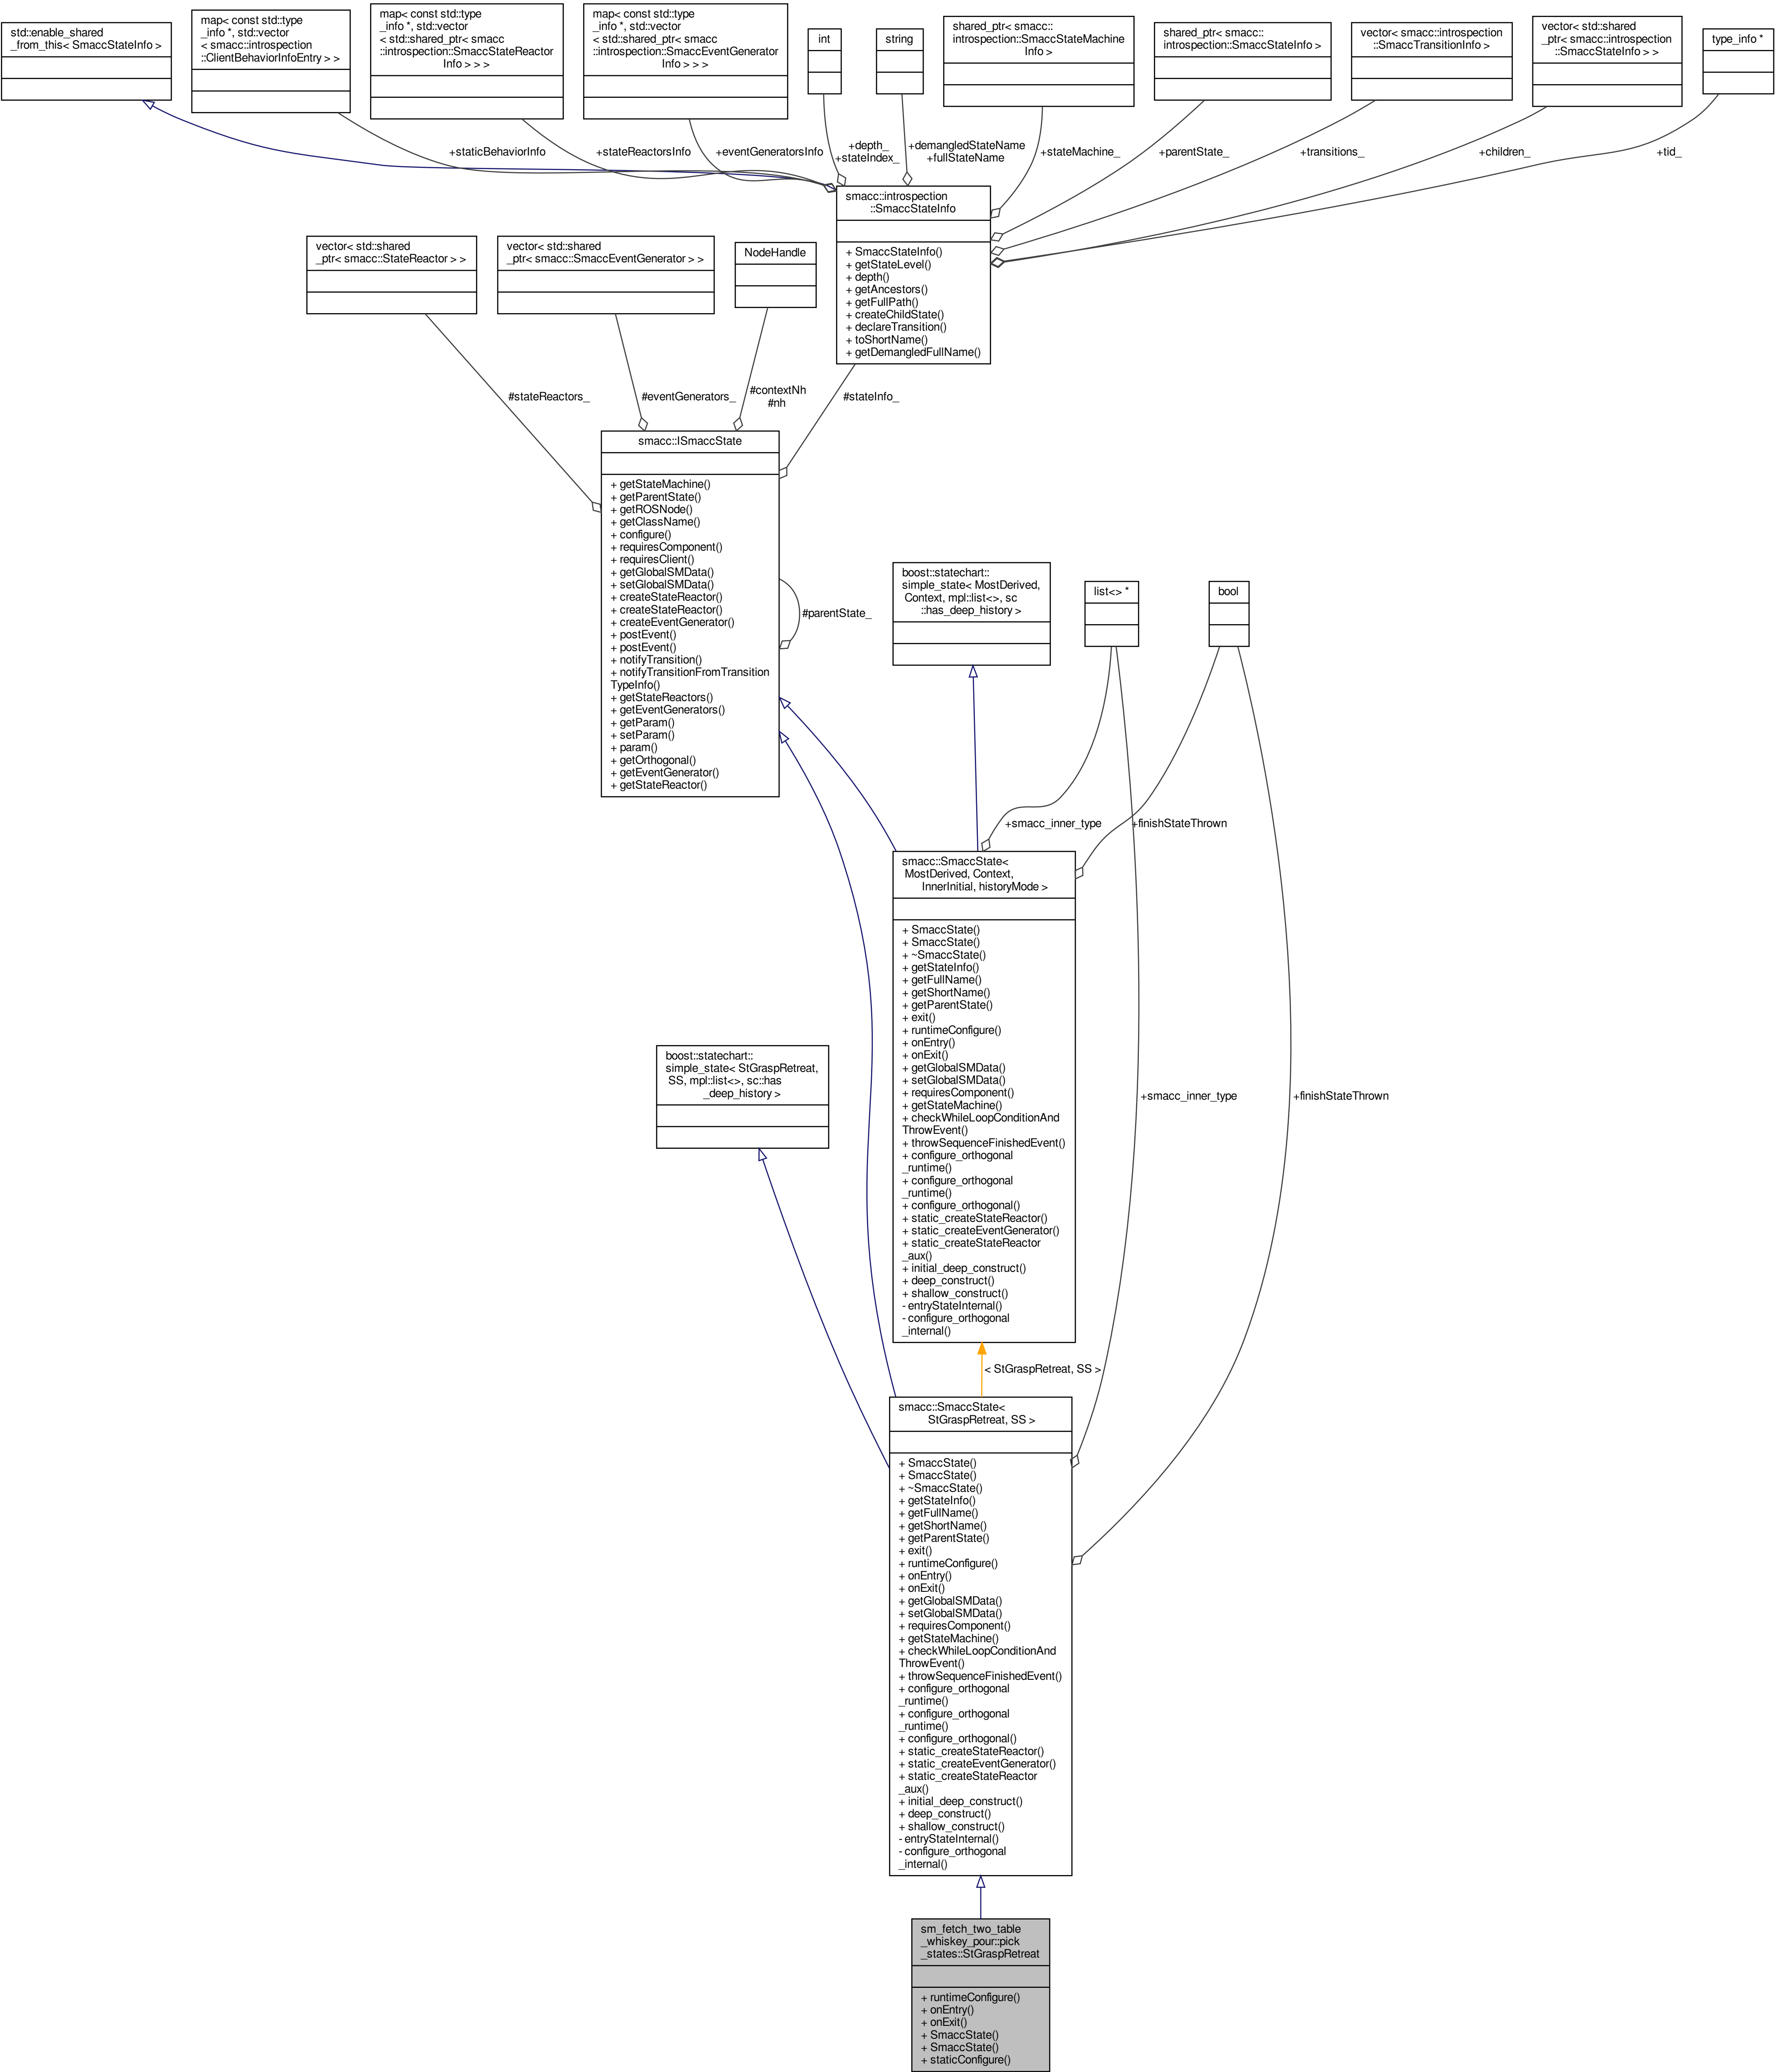 std::enable_shared
_from_this< SmaccStateInfo >
map< const std::type
_info *, std::vector
< smacc::introspection
::ClientBehaviorInfoEntry > >
map< const std::type
_info *, std::vector
< std::shared_ptr< smacc
::introspection::SmaccStateReactor
Info > > >
map< const std::type
_info *, std::vector
< std::shared_ptr< smacc
::introspection::SmaccEventGenerator
Info > > >
int
string
shared_ptr< smacc::
introspection::SmaccStateMachine
Info >
shared_ptr< smacc::
introspection::SmaccStateInfo >
vector< smacc::introspection
::SmaccTransitionInfo >
vector< std::shared
_ptr< smacc::introspection
::SmaccStateInfo > >
type_info *
+staticBehaviorInfo
+stateReactorsInfo
+eventGeneratorsInfo
+depth_
+stateIndex_
+demangledStateName
+fullStateName
+stateMachine_
+parentState_
+transitions_
+children_
+tid_
smacc::introspection
::SmaccStateInfo
+ SmaccStateInfo()
+ getStateLevel()
+ depth()
+ getAncestors()
+ getFullPath()
+ createChildState()
+ declareTransition()
+ toShortName()
+ getDemangledFullName()
vector< std::shared
_ptr< smacc::StateReactor > >
vector< std::shared
_ptr< smacc::SmaccEventGenerator > >
NodeHandle
#stateReactors_
#eventGenerators_
#contextNh
#nh
#stateInfo_
smacc::ISmaccState
+ getStateMachine()
+ getParentState()
+ getROSNode()
+ getClassName()
+ configure()
+ requiresComponent()
+ requiresClient()
+ getGlobalSMData()
+ setGlobalSMData()
+ createStateReactor()
+ createStateReactor()
+ createEventGenerator()
+ postEvent()
+ postEvent()
+ notifyTransition()
+ notifyTransitionFromTransition
TypeInfo()
+ getStateReactors()
+ getEventGenerators()
+ getParam()
+ setParam()
+ param()
+ getOrthogonal()
+ getEventGenerator()
+ getStateReactor()
#parentState_
boost::statechart::
simple_state< MostDerived,
Context, mpl::list<>, sc
::has_deep_history >
list<> *
bool
+smacc_inner_type
+finishStateThrown
smacc::SmaccState<
MostDerived, Context,
InnerInitial, historyMode >
+ SmaccState()
+ SmaccState()
+ ~SmaccState()
+ getStateInfo()
+ getFullName()
+ getShortName()
+ getParentState()
+ exit()
+ runtimeConfigure()
+ onEntry()
+ onExit()
+ getGlobalSMData()
+ setGlobalSMData()
+ requiresComponent()
+ getStateMachine()
+ checkWhileLoopConditionAnd
ThrowEvent()
+ throwSequenceFinishedEvent()
+ configure_orthogonal
_runtime()
+ configure_orthogonal
_runtime()
+ configure_orthogonal()
+ static_createStateReactor()
+ static_createEventGenerator()
+ static_createStateReactor
_aux()
+ initial_deep_construct()
+ deep_construct()
+ shallow_construct()
- entryStateInternal()
- configure_orthogonal
_internal()
boost::statechart::
simple_state< StGraspRetreat,
SS, mpl::list<>, sc::has
_deep_history >
+smacc_inner_type
+finishStateThrown
< StGraspRetreat, SS >
smacc::SmaccState<
StGraspRetreat, SS >
+ SmaccState()
+ SmaccState()
+ ~SmaccState()
+ getStateInfo()
+ getFullName()
+ getShortName()
+ getParentState()
+ exit()
+ runtimeConfigure()
+ onEntry()
+ onExit()
+ getGlobalSMData()
+ setGlobalSMData()
+ requiresComponent()
+ getStateMachine()
+ checkWhileLoopConditionAnd
ThrowEvent()
+ throwSequenceFinishedEvent()
+ configure_orthogonal
_runtime()
+ configure_orthogonal
_runtime()
+ configure_orthogonal()
+ static_createStateReactor()
+ static_createEventGenerator()
+ static_createStateReactor
_aux()
+ initial_deep_construct()
+ deep_construct()
+ shallow_construct()
- entryStateInternal()
- configure_orthogonal
_internal()
sm_fetch_two_table
_whiskey_pour::pick
_states::StGraspRetreat
+ runtimeConfigure()
+ onEntry()
+ onExit()
+ SmaccState()
+ SmaccState()
+ staticConfigure()